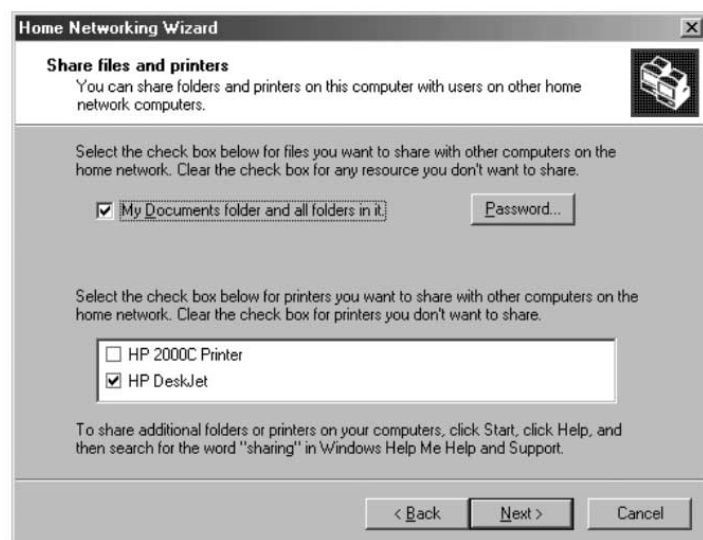 Home Networking Wizard
Share files and printers
You can share folders and printers on this computer with users on other home
network computers.
Select the check box below for files you want to share with other computers on the
home network. Clear the check box for any resource you don't want to share.
My Documents folder and all folders in it.
Password...
Select the check box below for printers you want to share with other computers on the
home network. Clear the check box for printers you don't want to share.
HP 2000C Printer
HP DeskJet
To share additional folders or printers on your computers, click Start, click Help, and
then search for the word "sharing" in Windows Help Me Help and Support.
< Back
Next >
Cancel